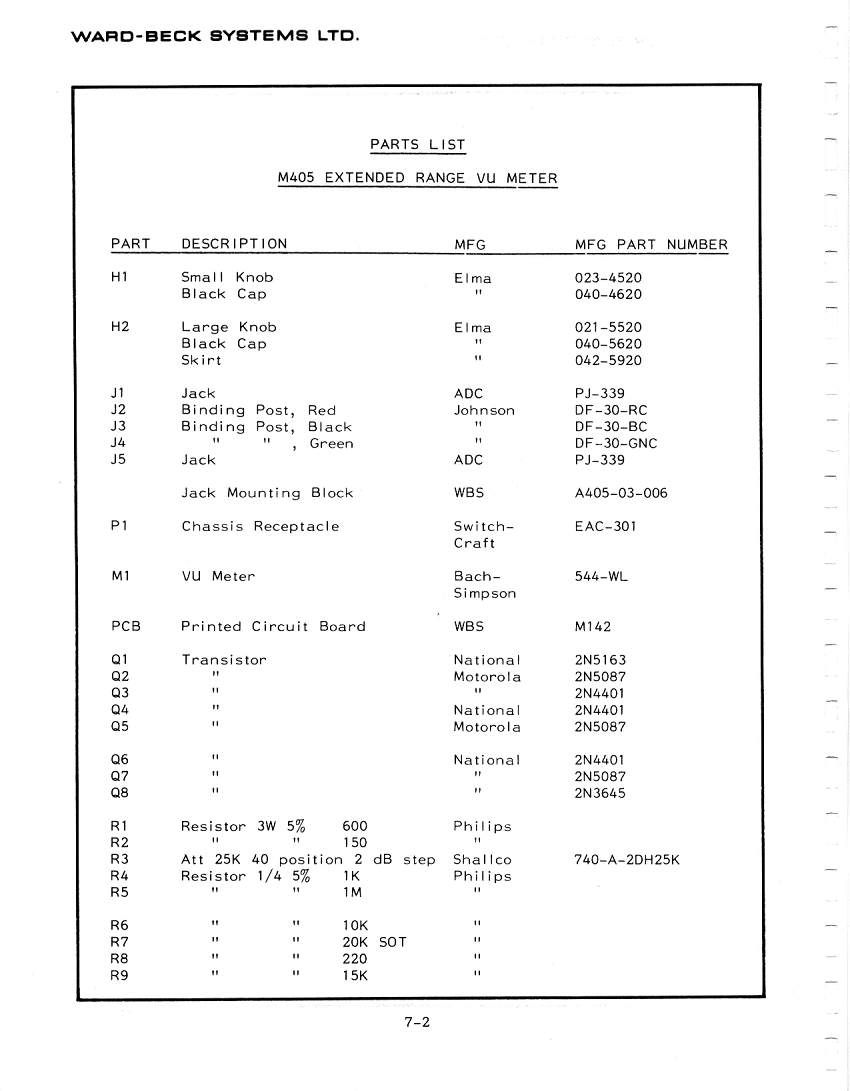 WARD-BECK SYSTEMS LTD.
PARTS LIST
M405 EXTENDED RANGE VU METER
PART DESCRIPTION MFG MFG PART NUMBER
H1 Small Knob Elma 023-4520
Black Cap " 040-4620
H2 Large Knob Elma 021-5520
Black Cap " 040-5620
Skirt " 042-5920
J1 Jack ADC PJ-339
J2 Binding Post, Red Johnson DF-30-RC
J3 Binding Post, Black " DF-30-BC
J4 " " , Green " DF-30-GNC
J5 Jack ADC PJ-339
Jack Mounting Block WBS A405-03-006
P1 Chassis Receptacle Switch- EAC-301
Craft
M1 VU Meter Bach- 544-WL
Simpson
PCB Printed Circuit Board WBS M142
Q1 Transistor National 2N5163
Q2 " Motorola 2N5087
Q3 " " 2N4401
Q4 " National 2N4401
Q5 " Motorola 2N5087
Q6 " National 2N4401
Q7 " " 2N5087
Q8 " " 2N3645
R1 Resistor 3W 5% 600 Philips
R2 " " 150 "
R3 Att 25K 40 position 2 dB step Shallco 740-A-2DH25K
R4 Resistor 1/4 5% 1K Philips
R5 " " 1M "
R6 " " 10K "
R7 " " 20K SOT "
R8 " " 220 "
R9 " " 15K "
7-2